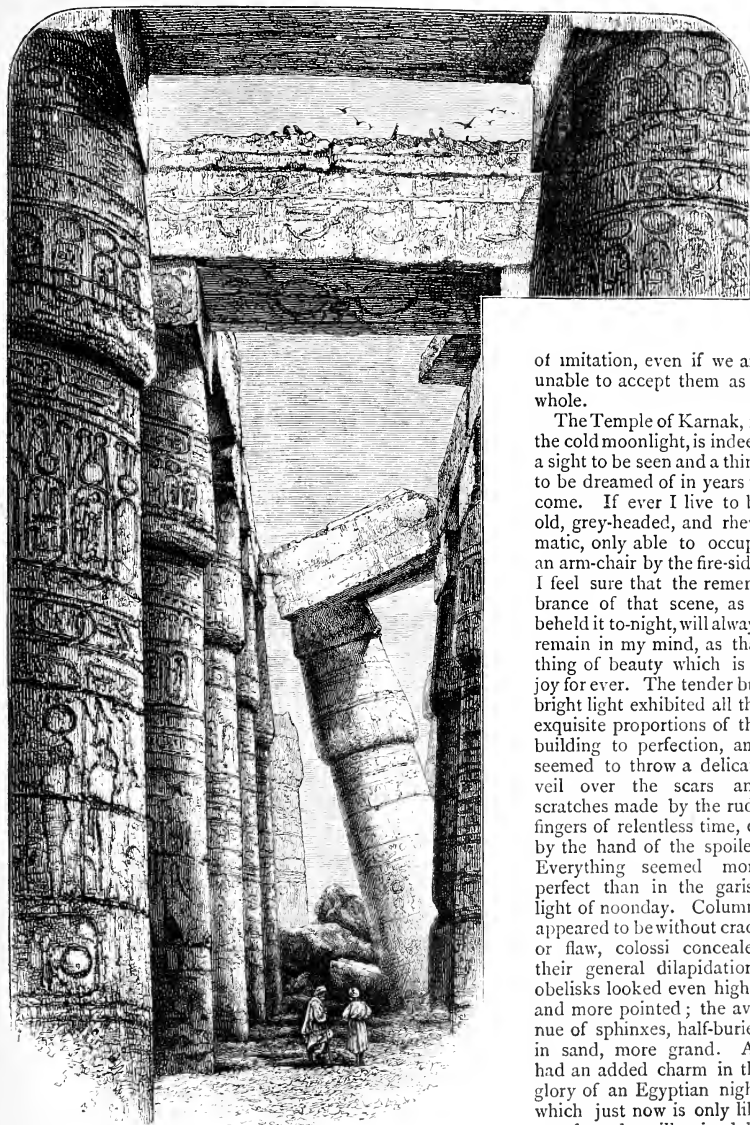 of imitation, even if we a
unable to accept them as
whole.
The Temple of Karnak,
the cold moonlight, is indee
a sight to be seen and a thin
to be dreamed of in years
come. If ever I live to b
old, grey-headed, and rheu
matic, only able to occup
an arm-chair by the fire-sid
I feel sure that the remem
brance of that scene, as
beheld it to-night, will alway
remain in my mind, as tha
thing of beauty which is
joy for ever. The tender bu
bright light exhibited all th
exquisite proportions of th
building to perfection, an
seemed to throw a delica
veil over the scars an
scratches made by the rud
fingers of relentless time, o
by the hand of the spoile
Everything seemed mor
perfect than in the garis
light of noonday. Column
appeared to be without crac
or flaw, colossi conceale
their general dilapidation
obelisks looked even high
and more pointed; the av
nue of sphinxes, half-burie
in sand, more grand. A
had an added charm in th
glory of an Egyptian nigh
which just now is only lik